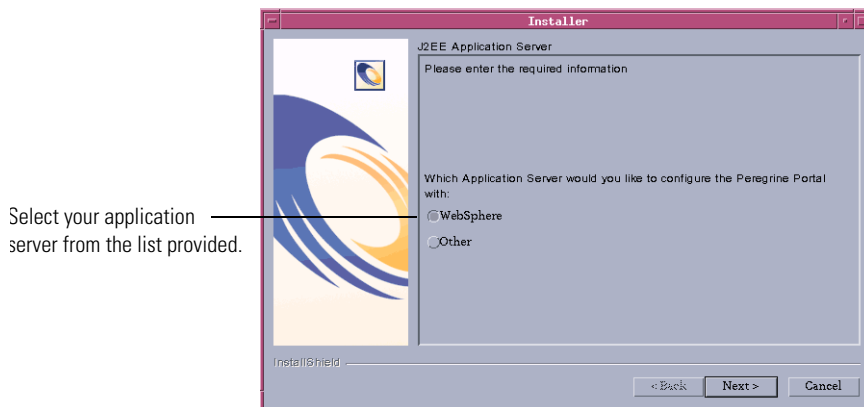 Installer
J2EE Application Server
Please enter the required information
Which Application Server would you like to configure the Peregrine Portal
with:
WebSphere
Other
Select your application
server from the list provided.
InstallShield
< Back
Next >
Cancel